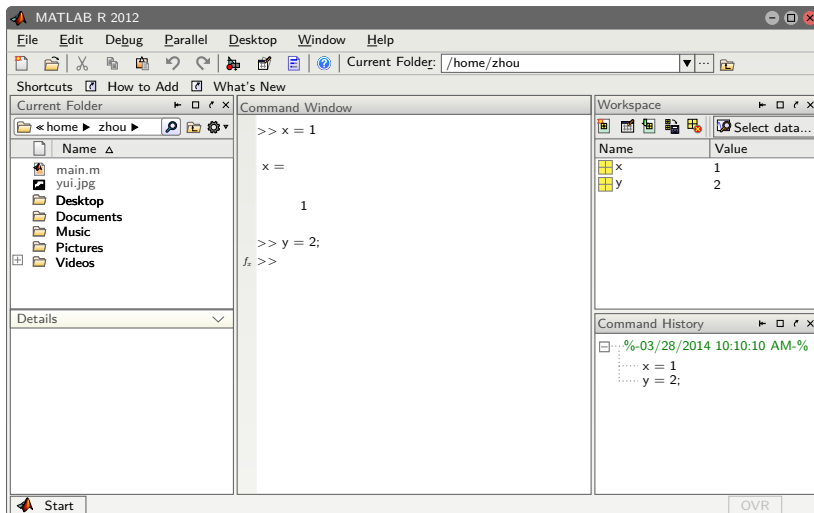 MATLAB R 2012
File Edit Debug Parallel Desktop Window Help
Current Folder: /home/zhou ...
Shortcuts How to Add What's New
Current Folder
« home ▶ zhou ▶
Name
main.m
yui.jpg
Desktop
Documents
Music
Pictures
Videos
Details
Command Window
>> x = 1
x =
1
>> y = 2;
fx >>
Workspace
Select data...
Name Value
x 1
y 2
Command History
%-03/28/2014 10:10:10 AM-%
x = 1
y = 2;
Start
OVR